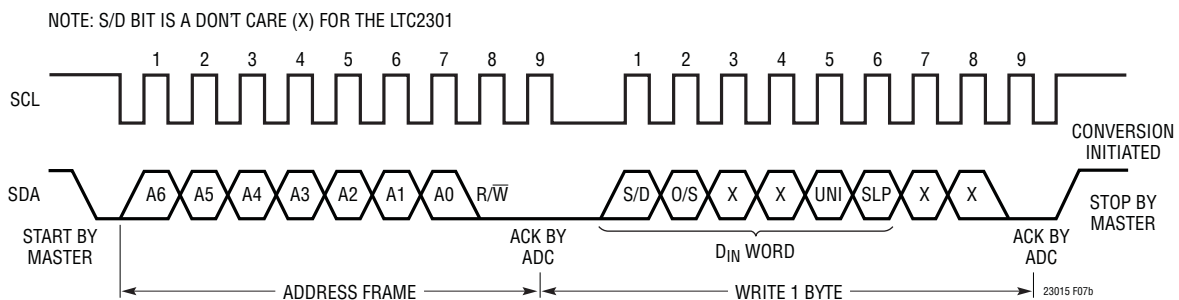 NOTE: S/D BIT IS A DON'T CARE (X) FOR THE LTC2301
1 2 3 4 5 6 7 8 9 1 2 3 4 5 6 7 8 9
SCL
CONVERSION
INITIATED
SDA A6 A5 A4 A3 A2 A1 A0 R/W̅ S/D O/S X X UNI SLP X X
STOP BY
MASTER
START BY
MASTER
ACK BY
ADC
DIN WORD
ACK BY
ADC
ADDRESS FRAME WRITE 1 BYTE
23015 F07b